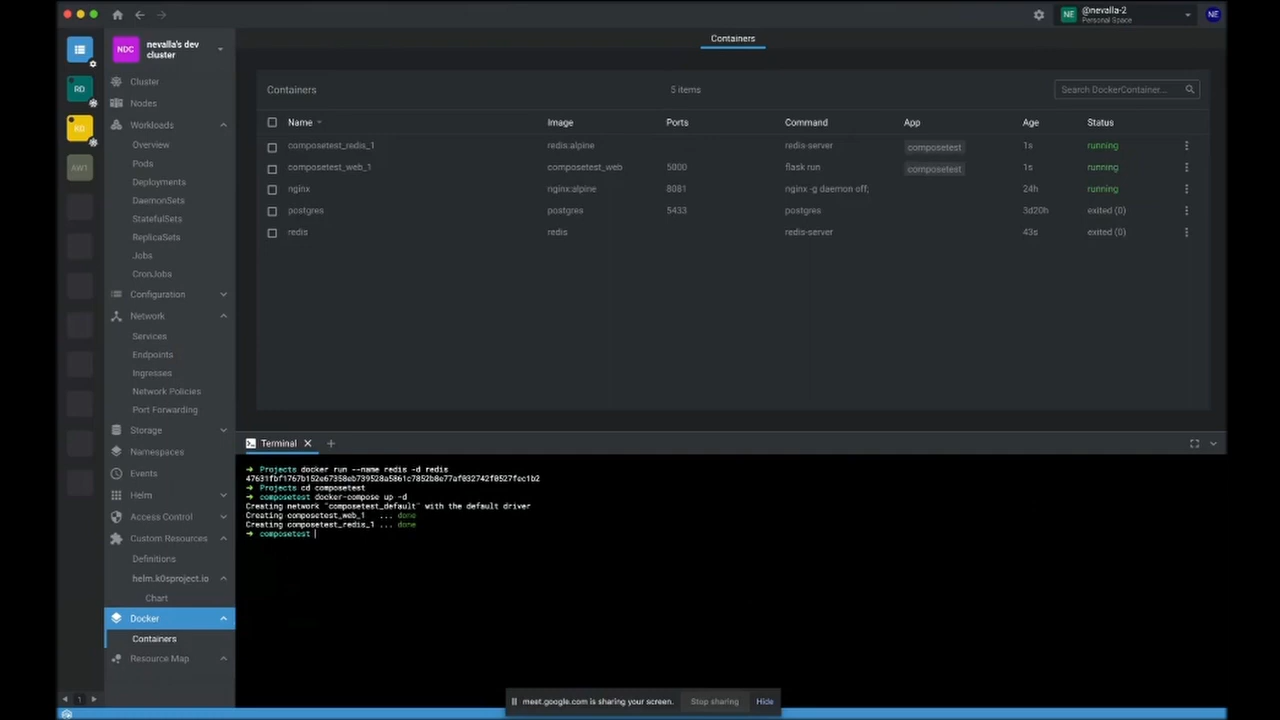 @nevalla-2
NE
Personal Space
NE
NDC
nevalla's dev
cluster
RD
KD
AW1
Cluster
Nodes
Workloads
Overview
Pods
Deployments
DaemonSets
StatefulSets
ReplicaSets
Jobs
CronJobs
Configuration
Network
Services
Endpoints
Ingresses
Network Policies
Port Forwarding
Storage
Namespaces
Events
Helm
Access Control
Custom Resources
Definitions
helm.k0sproject.io
Chart
Docker
Containers
Resource Map
1
Containers
Containers 5 items Search DockerContainer...
Name Image Ports Command App Age Status
composetest_redis_1 redis:alpine redis-server composetest 1s running
composetest_web_1 composetest_web 5000 flask run composetest 1s running
nginx nginx:alpine 8081 nginx -g daemon off; 24h running
postgres postgres 5433 postgres 3d20h exited (0)
redis redis redis-server 43s exited (0)
Terminal
➜ Projects docker run --name redis -d redis
47631fbf1767b152e67358eb739528a5861c7852b8e77af032742f0527fec1b2
➜ Projects cd composetest
➜ composetest docker-compose up -d
Creating network "composetest_default" with the default driver
Creating composetest_web_1 ... done
Creating composetest_redis_1 ... done
➜ composetest
meet.google.com is sharing your screen. Stop sharing Hide